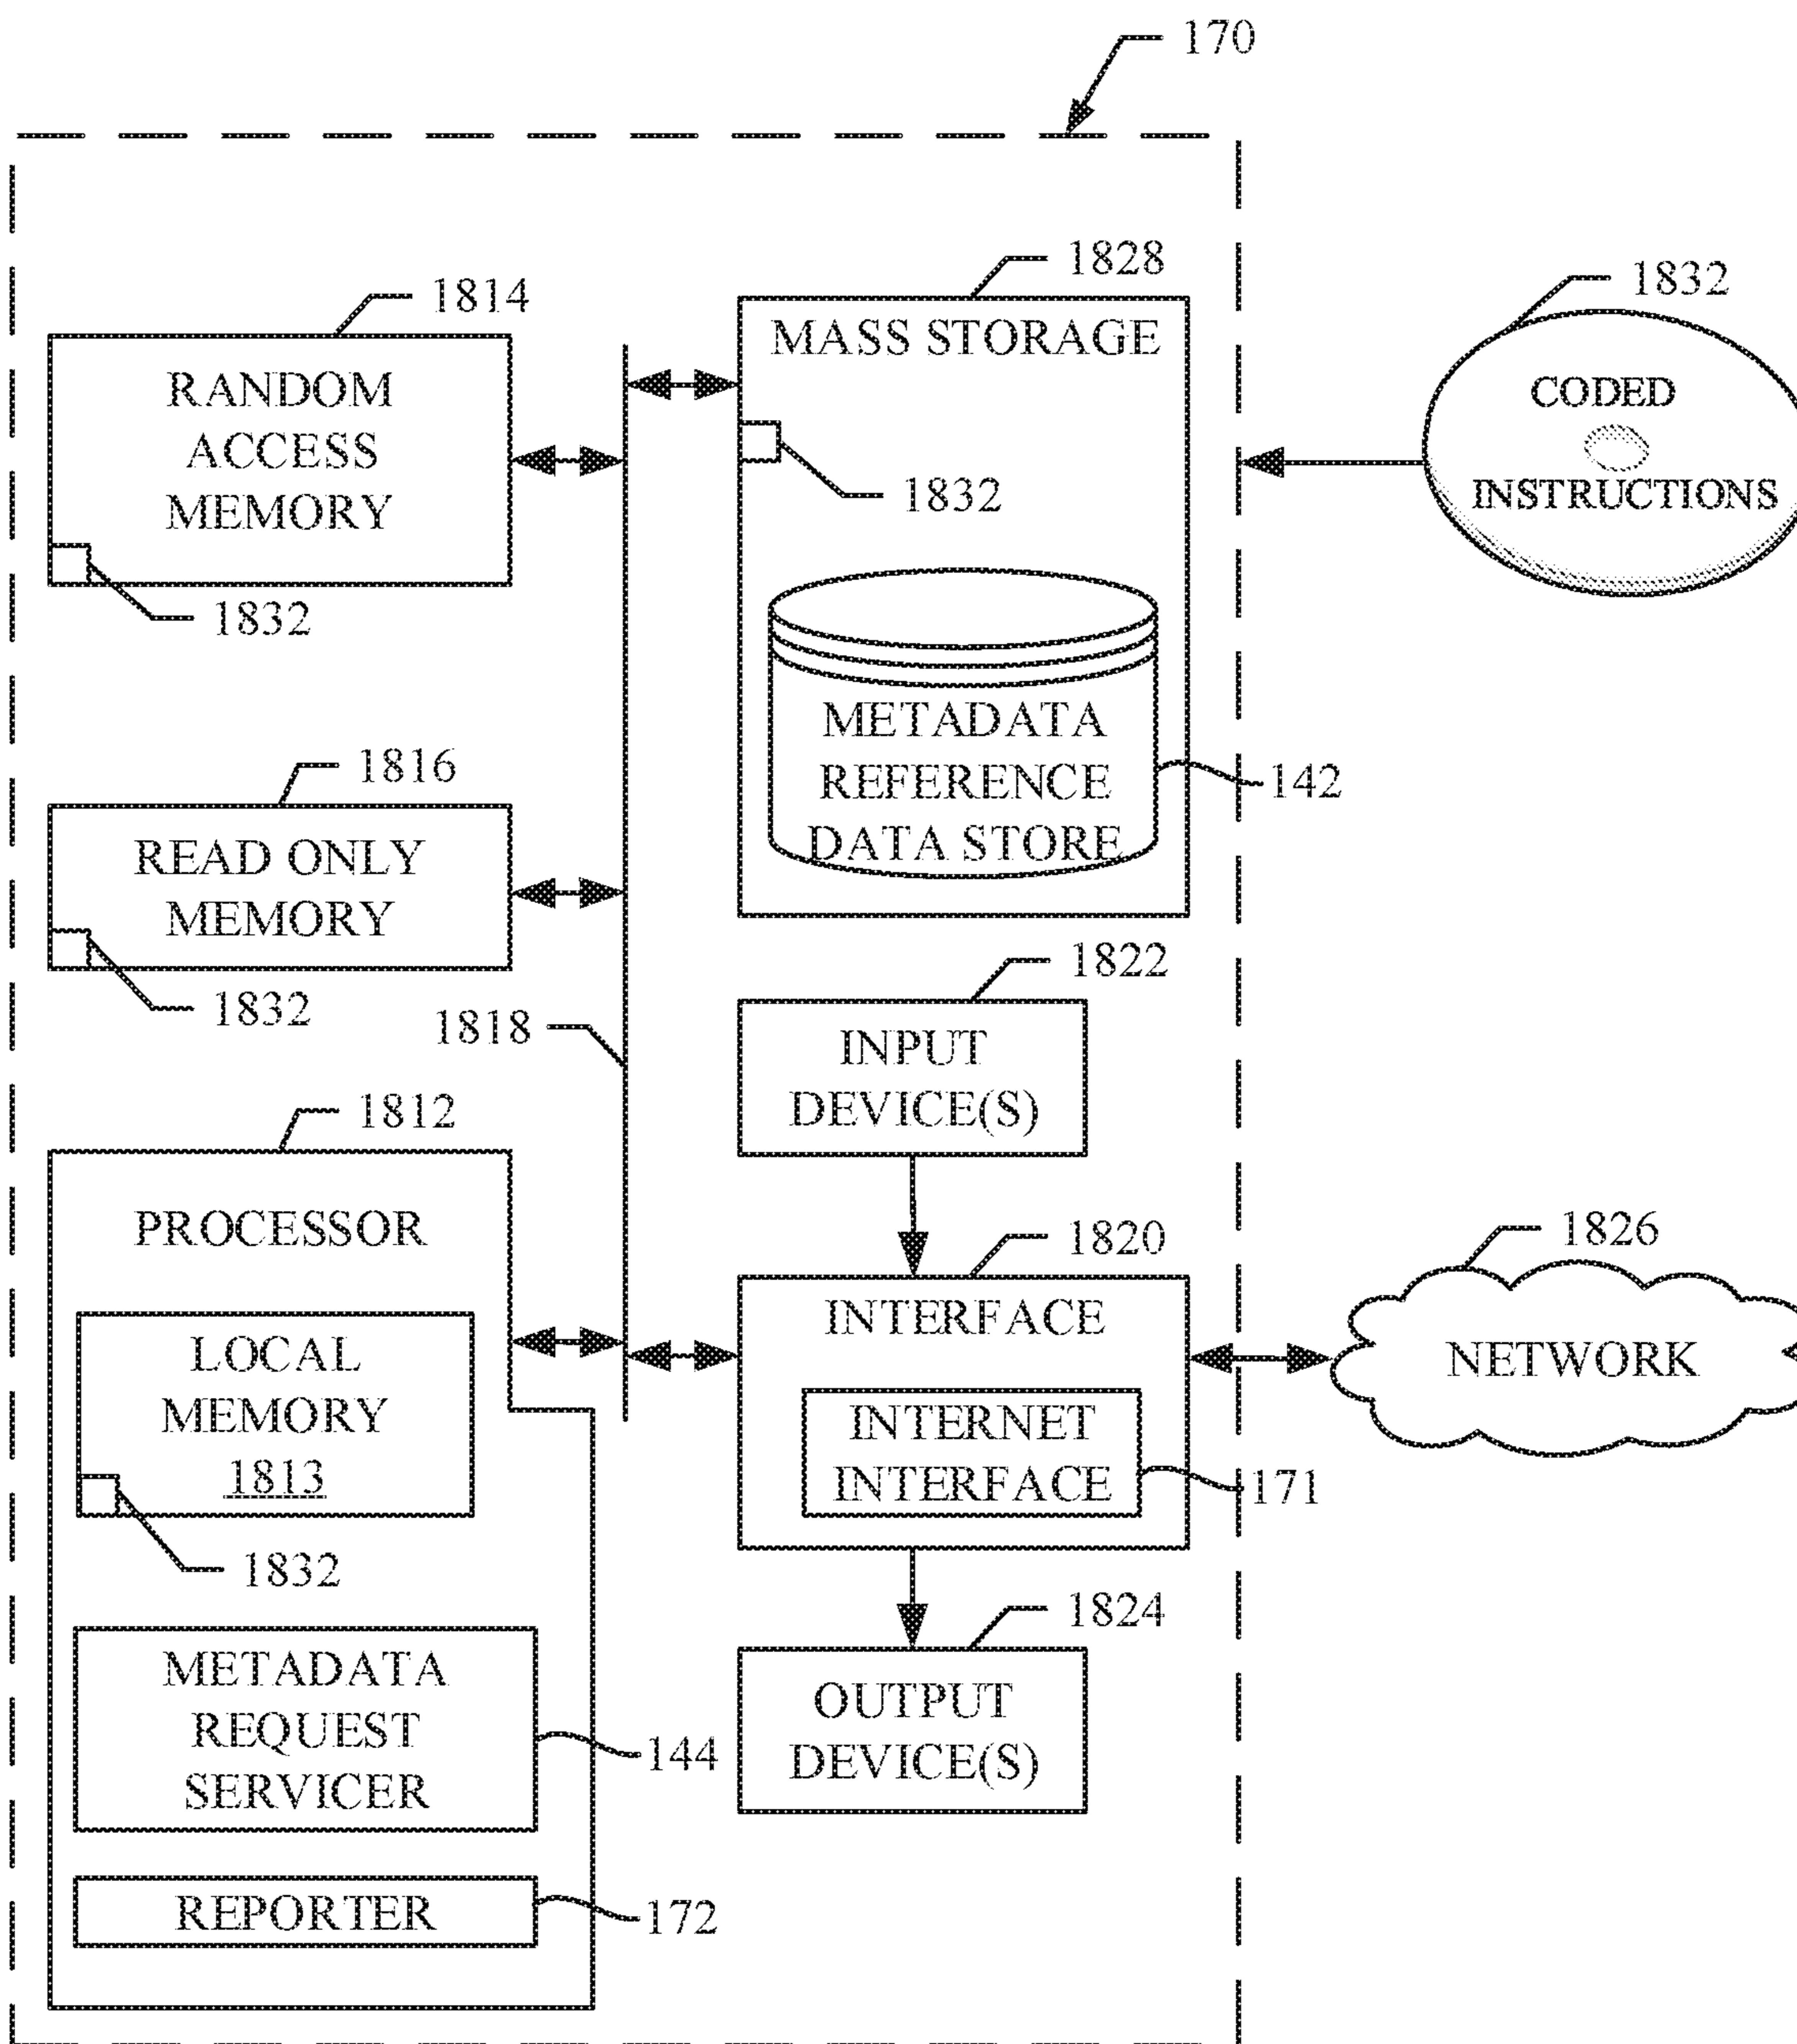 170
1828
MASS STORAGE
1832
METADATA
REFERENCE
DATA STORE
142
1814
RANDOM
ACCESS
MEMORY
1832
1832
CODED
INSTRUCTIONS
1816
READ ONLY
MEMORY
1832
1818
1822
INPUT
DEVICE(S)
1812
PROCESSOR
LOCAL
MEMORY
1813
1832
METADATA
REQUEST
SERVICER
144
REPORTER
172
1820
INTERFACE
INTERNET
INTERFACE
171
1826
NETWORK
1824
OUTPUT
DEVICE(S)